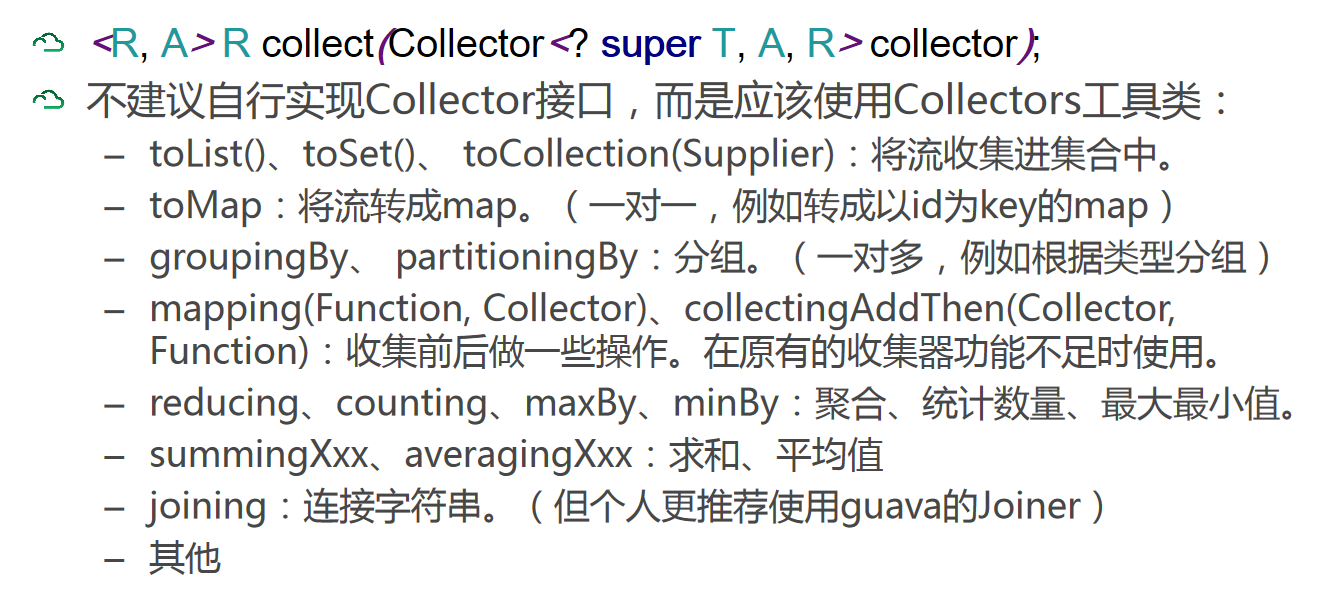 <R, A> R collect(Collector<? super T, A, R> collector);
不建议自行实现Collector接口，而是应该使用Collectors工具类：
– toList()、toSet()、 toCollection(Supplier)：将流收集进集合中。
– toMap：将流转成map。（一对一，例如转成以id为key的map）
– groupingBy、 partitioningBy：分组。（一对多，例如根据类型分组）
– mapping(Function, Collector)、collectingAddThen(Collector,
Function)：收集前后做一些操作。在原有的收集器功能不足时使用。
– reducing、counting、maxBy、minBy：聚合、统计数量、最大最小值。
– summingXxx、averagingXxx：求和、平均值
– joining：连接字符串。（但个人更推荐使用guava的Joiner）
– 其他